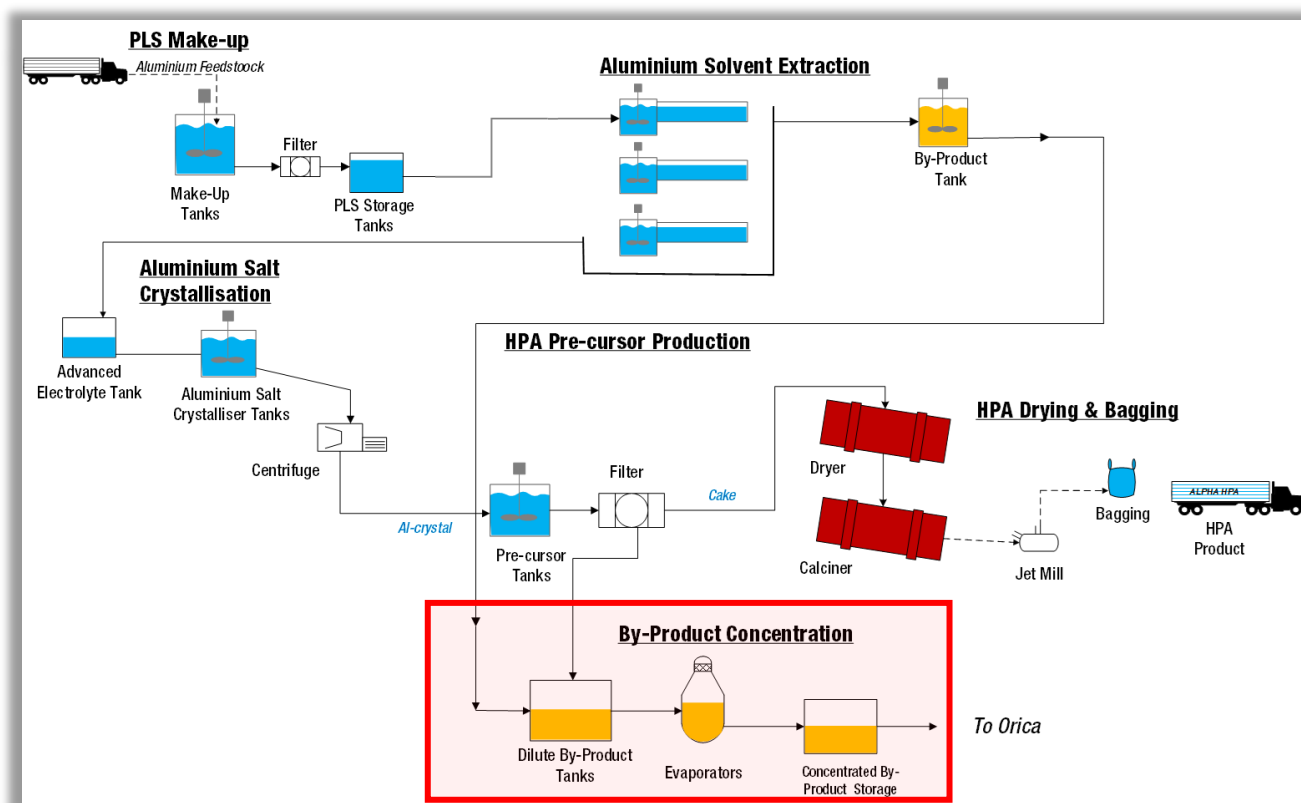 PLS Make-up
Aluminium Feedstoock
Make-Up
Tanks
Filter
PLS Storage
Tanks
Aluminium Solvent Extraction
By-Product
Tank
Aluminium Salt
Crystallisation
Advanced
Electrolyte Tank
Aluminium Salt
Crystalliser Tanks
Centrifuge
HPA Pre-cursor Production
Al-crystal
Pre-cursor
Tanks
Filter
Cake
HPA Drying & Bagging
Dryer
Calciner
Jet Mill
Bagging
ALPHA HPA
HPA
Product
By-Product Concentration
Dilute By-Product
Tanks
Evaporators
Concentrated By-
Product Storage
To Orica